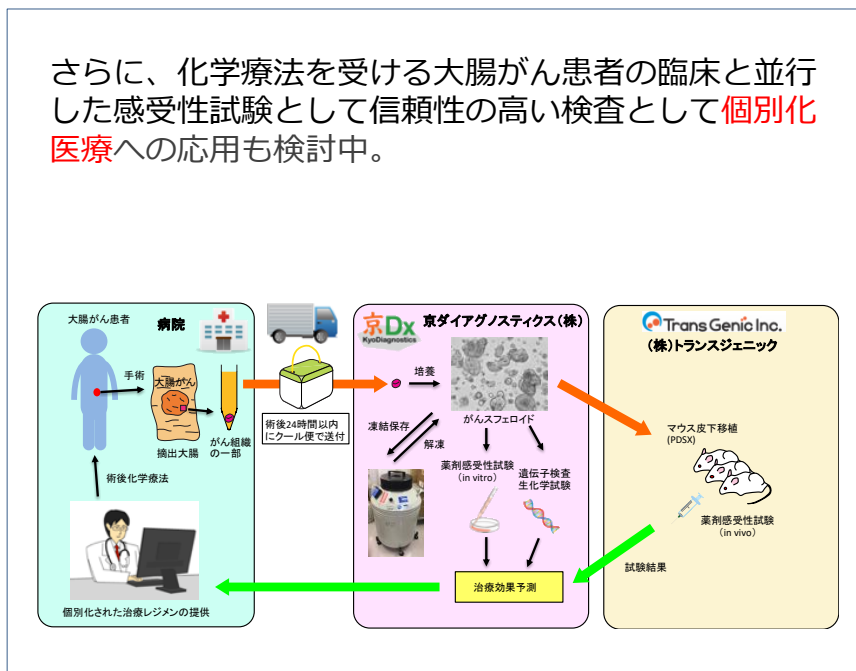 さらに、化学療法を受ける大腸がん患者の臨床と並行
した感受性試験として信頼性の高い検査として個別化
医療への応用も検討中。
大腸がん患者
病院
手術
大腸がん
摘出大腸
がん組織
の一部
術後化学療法
個別化された治療レジメンの提供
術後24時間以内
にクール便で送付
京Dx
KyoDiagnostics
京ダイアグノスティクス(株)
培養
がんスフェロイド
凍結保存
解凍
薬剤感受性試験
(in vitro)
遺伝子検査
生化学試験
治療効果予測
TransGenic Inc.
(株)トランスジェニック
マウス皮下移植
(PDSX)
薬剤感受性試験
(in vivo)
試験結果